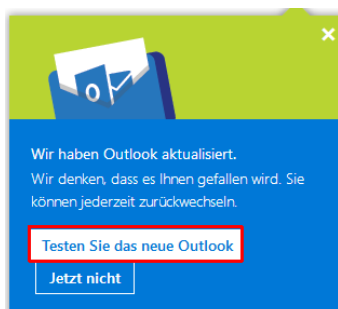 Wir haben Outlook aktualisiert.
Wir denken, dass es Ihnen gefallen wird. Sie
können jederzeit zurückwechseln.
Testen Sie das neue Outlook
Jetzt nicht